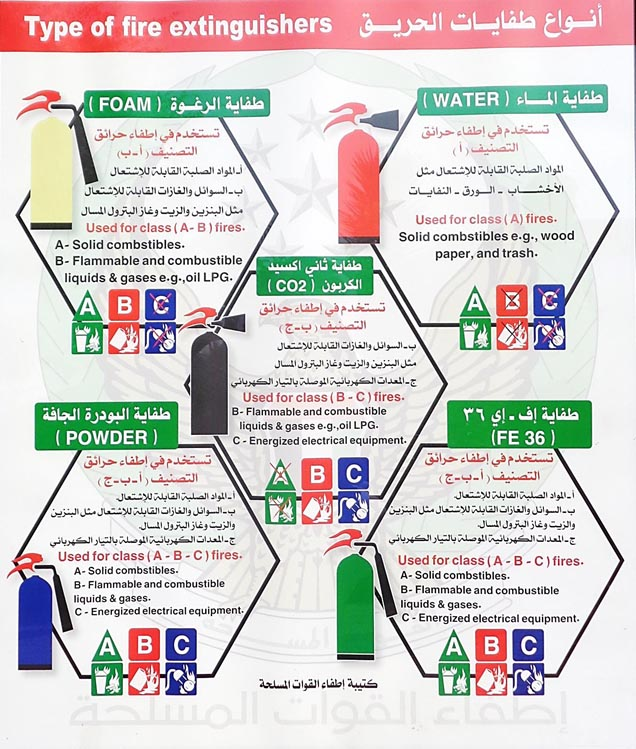 Type of fire extinguishers أنواع طفايات الحريق
طفاية الرغوة ( FOAM )
تستخدم في إطفاء حرائق
التصنيف ( أ - ب )
أ- المواد الصلبة القابلة للإشتعال
ب - السوائل والغازات القابلة للإشتعال
مثل البنزين والزيت وغاز البترول المسال
Used for class ( A - B ) fires.
A- Solid combstibles.
B- Flammable and combustible
liquids & gases e.g.,oil LPG.
A B C
طفاية الماء ( WATER )
تستخدم في إطفاء حرائق
التصنيف ( أ )
المواد الصلبة القابلة للإشتعال مثل
الأخشاب - الورق - النفايات
Used for class ( A ) fires.
Solid combstibles e.g., wood
paper, and trash.
A B C
طفاية ثاني اكسيد
الكربون ( CO2 )
تستخدم في إطفاء حرائق
التصنيف ( ب - ج )
ب- السوائل والغازات القابلة للإشتعال
مثل البنزين والزيت وغاز البترول المسال
ج- المعدات الكهربائية الموصلة بالتيار الكهربائي
Used for class ( B - C ) fires.
B- Flammable and combustible
liquids & gases e.g.,oil LPG.
C - Energized electrical equipment.
A B C
طفاية البودرة الجافة
( POWDER )
تستخدم في إطفاء حرائق
التصنيف ( أ - ب - ج )
أ - المواد الصلبة القابلة للإشتعال.
ب- السوائل والغازات القابلة للإشتعال مثل البنزين
والزيت وغاز البترول المسال.
ج- المعدات الكهربائية الموصلة بالتيار الكهربائي
Used for class ( A - B - C ) fires.
A- Solid combstibles.
B- Flammable and combustible
liquids & gases.
C - Energized electrical equipment.
A B C
طفاية إف - إي ٣٦
( FE 36 )
تستخدم في إطفاء حرائق
التصنيف ( أ - ب - ج )
أ - المواد الصلبة القابلة للإشتعال.
ب- السوائل والغازات القابلة للإشتعال مثل البنزين
والزيت وغاز البترول المسال.
ج- المعدات الكهربائية الموصلة بالتيار الكهربائي
Used for class ( A - B - C ) fires.
A- Solid combstibles.
B- Flammable and combustible
liquids & gases.
C - Energized electrical equipment.
A B C
كتيبة إطفاء القوات المسلحة
إطفاء القوات المسلحة